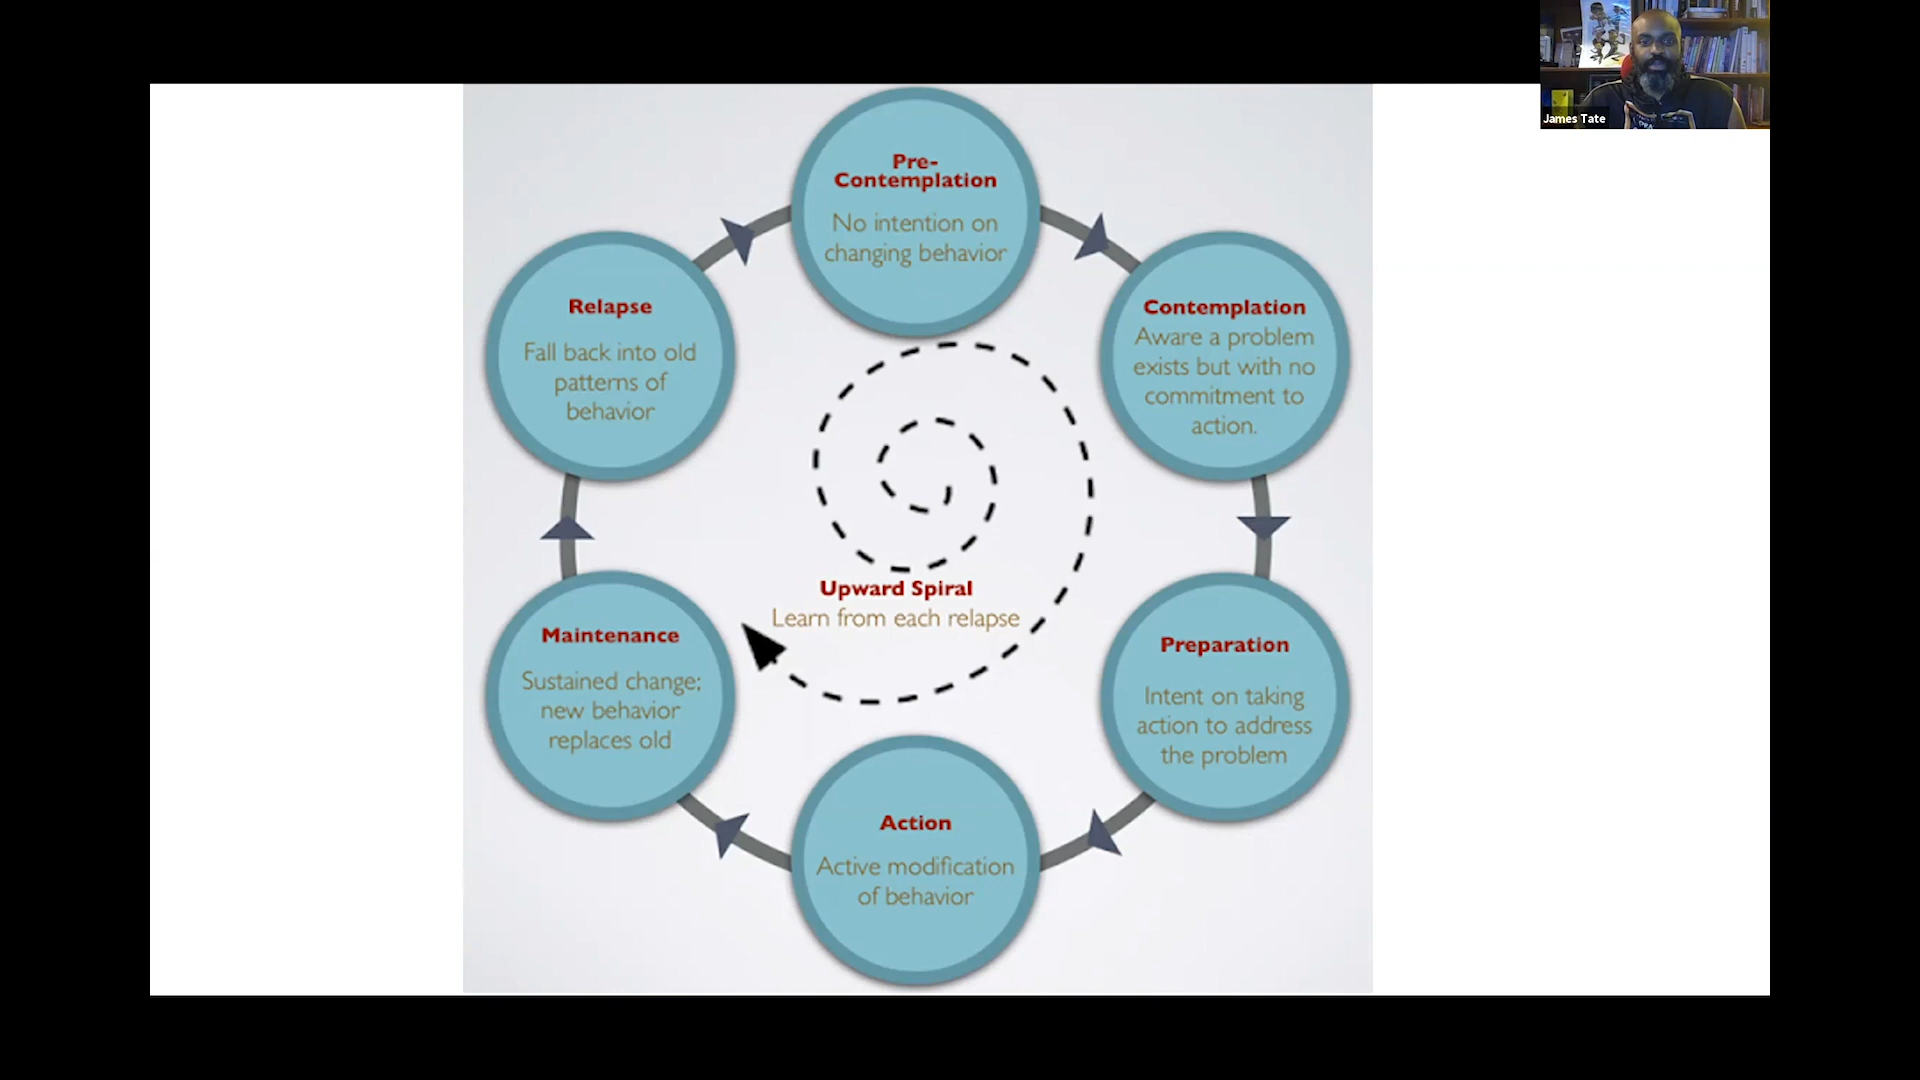 James Tate
Pre-
Contemplation
No intention on
changing behavior
Contemplation
Aware a problem
exists but with no
commitment to
action.
Preparation
Intent on taking
action to address
the problem
Action
Active modification
of behavior
Maintenance
Sustained change;
new behavior
replaces old
Relapse
Fall back into old
patterns of
behavior
Upward Spiral
Learn from each relapse